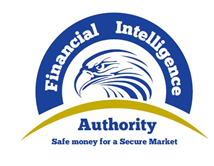 Financial Intelligence
Authority
Safe money for a Secure Market